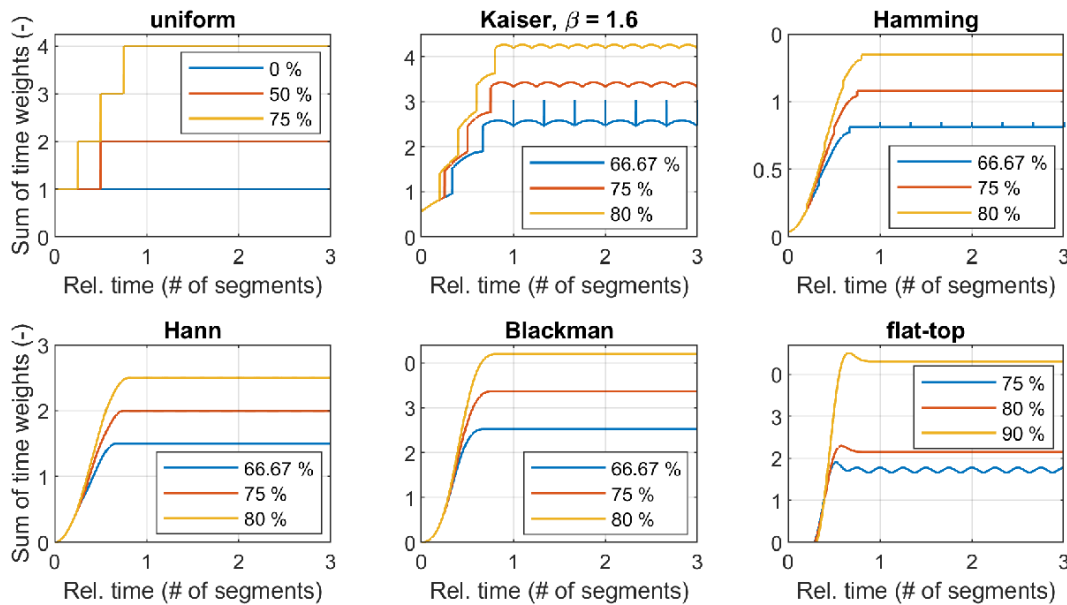 uniform
Sum of time weights (-)
4
3
2
1
0
0 %
50 %
75 %
0 1 2 3
Rel. time (# of segments)
Kaiser, β = 1.6
4
3
2
1
0
66.67 %
75 %
80 %
0 1 2 3
Rel. time (# of segments)
Hamming
0
1
0.5
0
66.67 %
75 %
80 %
0 1 2 3
Rel. time (# of segments)
Hann
Sum of time weights (-)
3
2
1
0
66.67 %
75 %
80 %
0 1 2 3
Rel. time (# of segments)
Blackman
0
3
2
1
0
66.67 %
75 %
80 %
0 1 2 3
Rel. time (# of segments)
flat-top
0
3
2
1
0
75 %
80 %
90 %
0 1 2 3
Rel. time (# of segments)